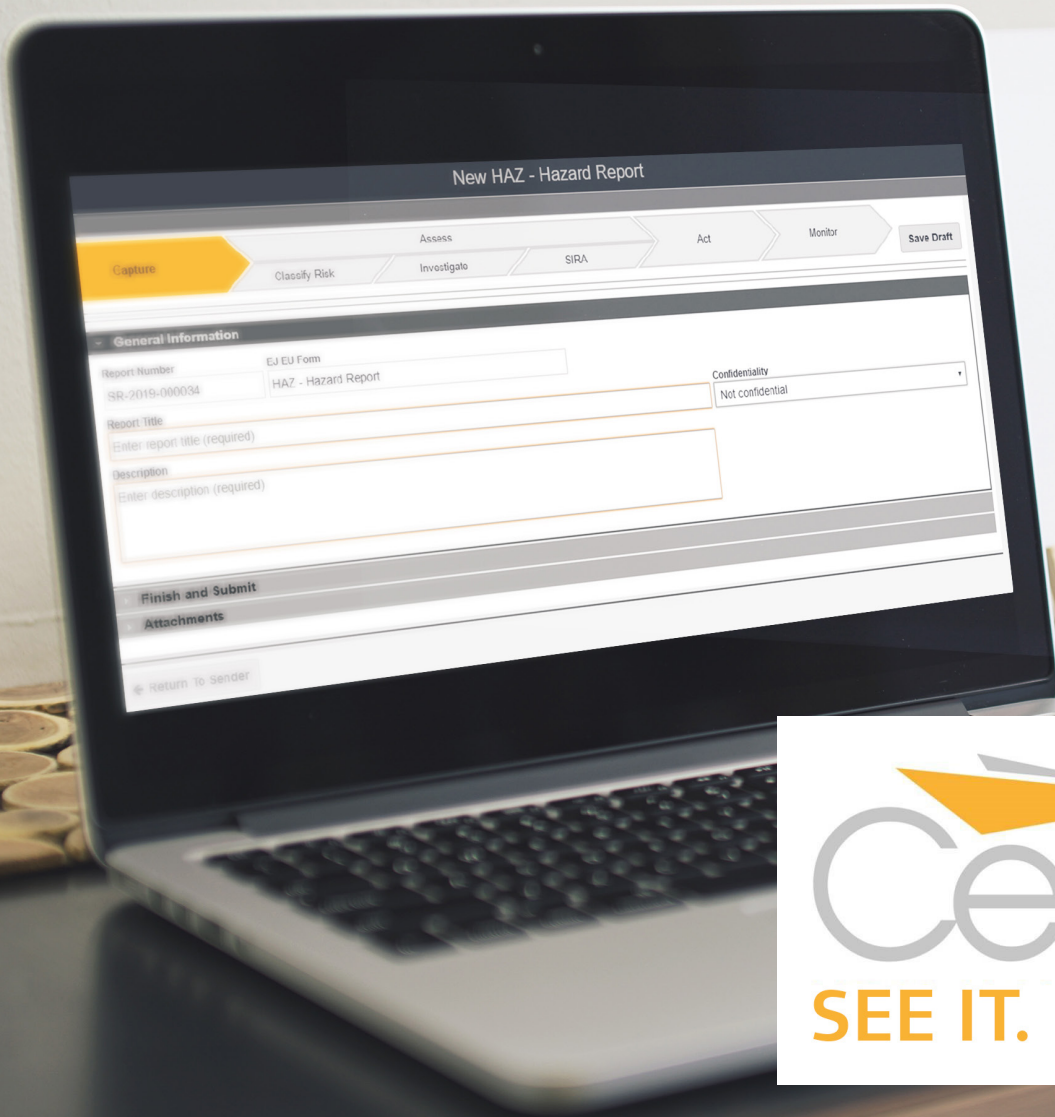 New HAZ - Hazard Report
Capture
Assess
Classify Risk
Investigate
SIRA
Act
Monitor
Save Draft
General Information
Report Number
EJ EU Form
SR-2019-000034
HAZ - Hazard Report
Confidentiality
Not confidential
Report Title
Enter report title (required)
Description
Enter description (required)
Finish and Submit
Attachments
Return To Sender
Ce
SEE IT.